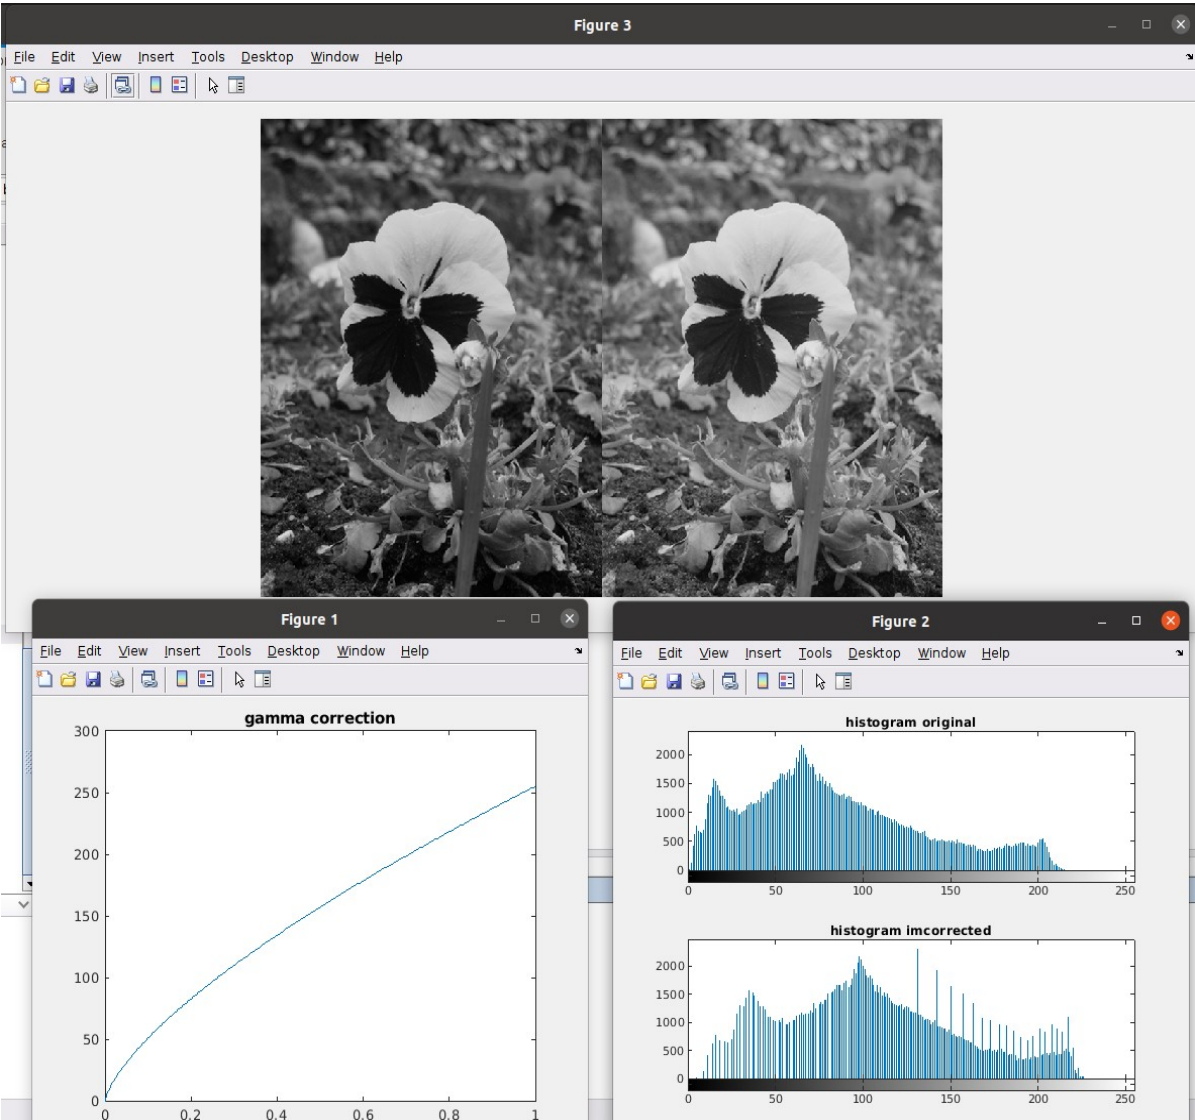 Figure 3
File Edit View Insert Tools Desktop Window Help
Figure 1
File Edit View Insert Tools Desktop Window Help
gamma correction
300
250
200
150
100
50
0
0 0.2 0.4 0.6 0.8 1
Figure 2
File Edit View Insert Tools Desktop Window Help
histogram original
2000
1500
1000
500
0
0 50 100 150 200 250
histogram imcorrected
2000
1500
1000
500
0
0 50 100 150 200 250